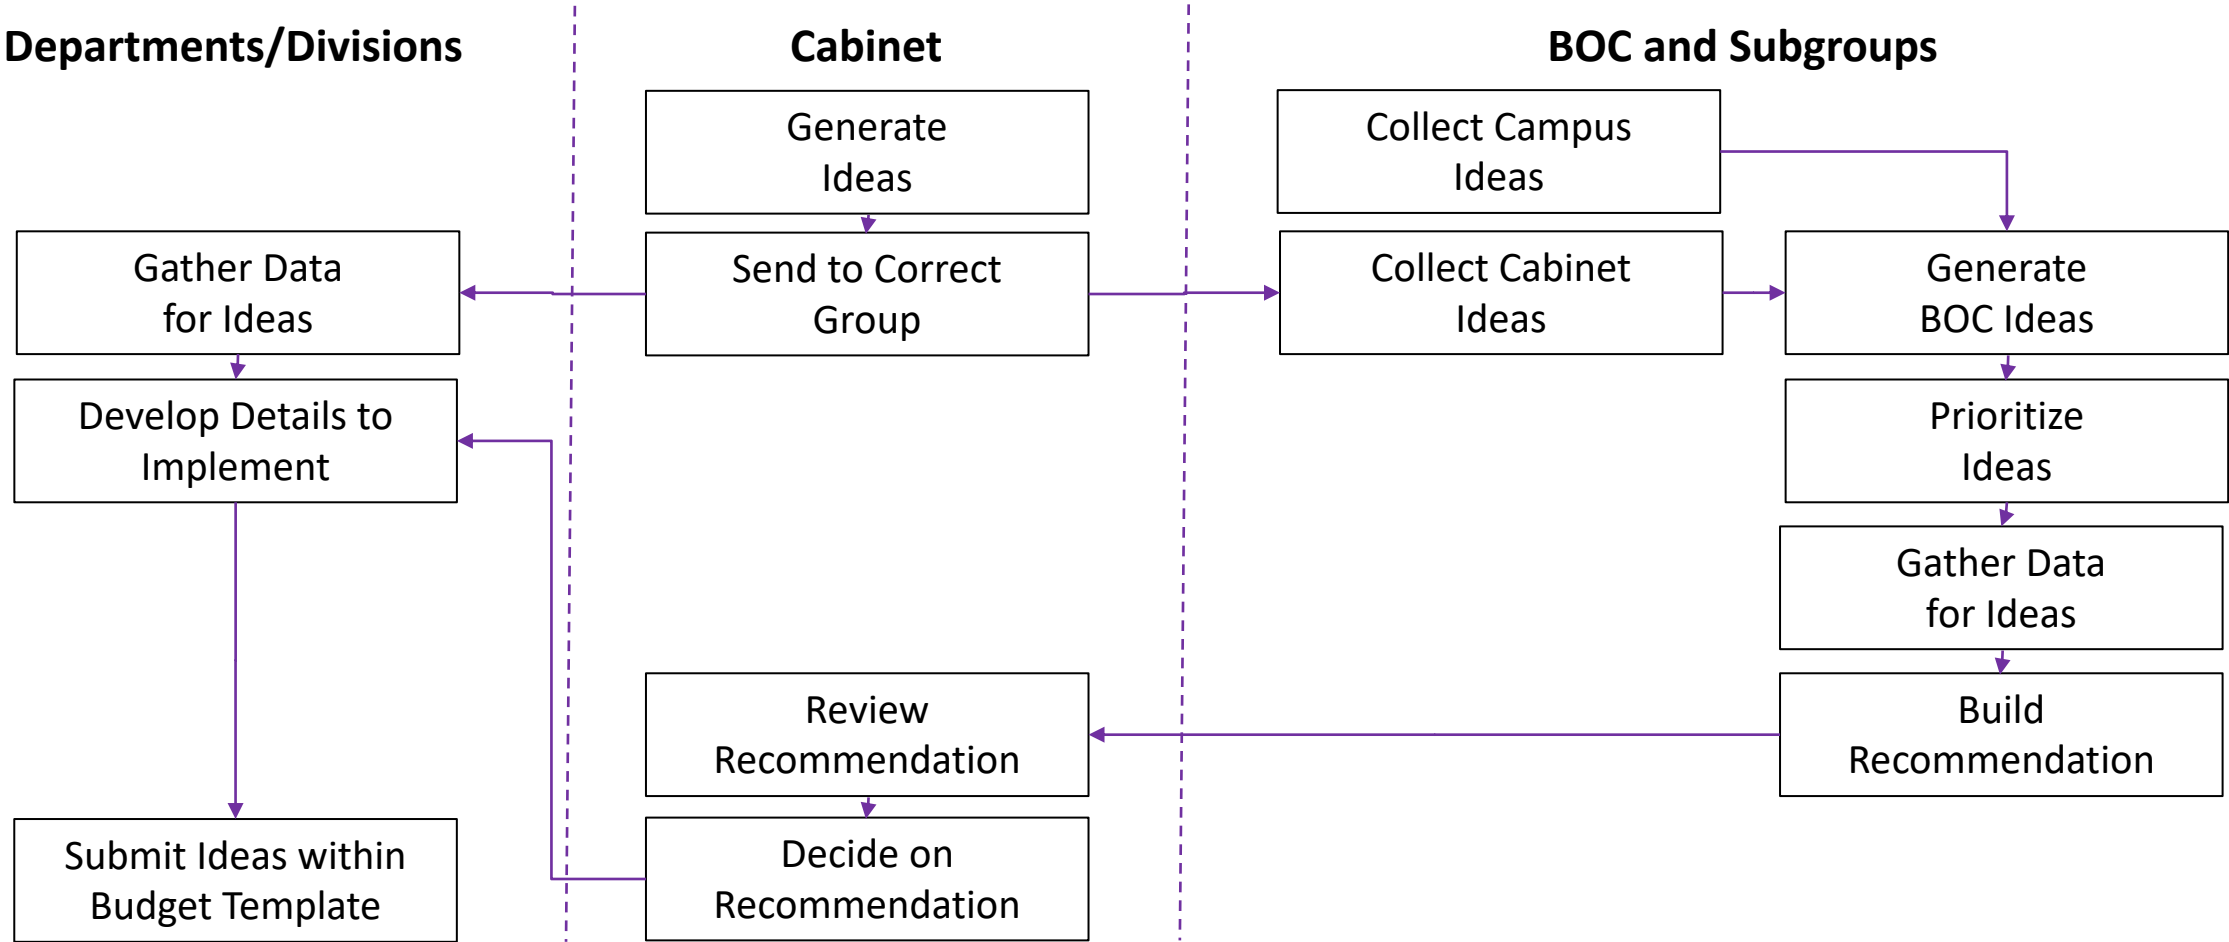 Departments/Divisions
Cabinet
BOC and Subgroups
Generate
Ideas
Collect Campus
Ideas
Gather Data
for Ideas
Send to Correct
Group
Collect Cabinet
Ideas
Generate
BOC Ideas
Develop Details to
Implement
Prioritize
Ideas
Gather Data
for Ideas
Review
Recommendation
Build
Recommendation
Submit Ideas within
Budget Template
Decide on
Recommendation